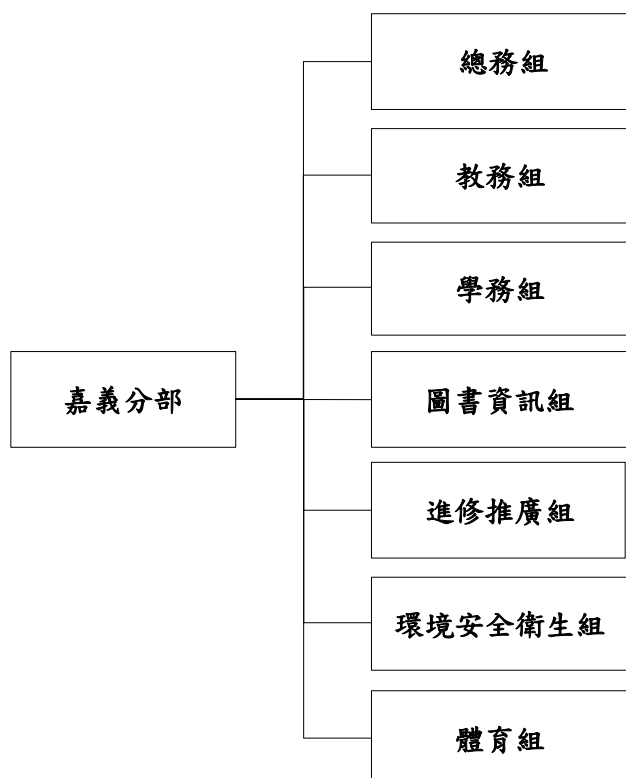 總務組
教務組
學務組
嘉義分部
圖書資訊組
進修推廣組
環境安全衛生組
體育組